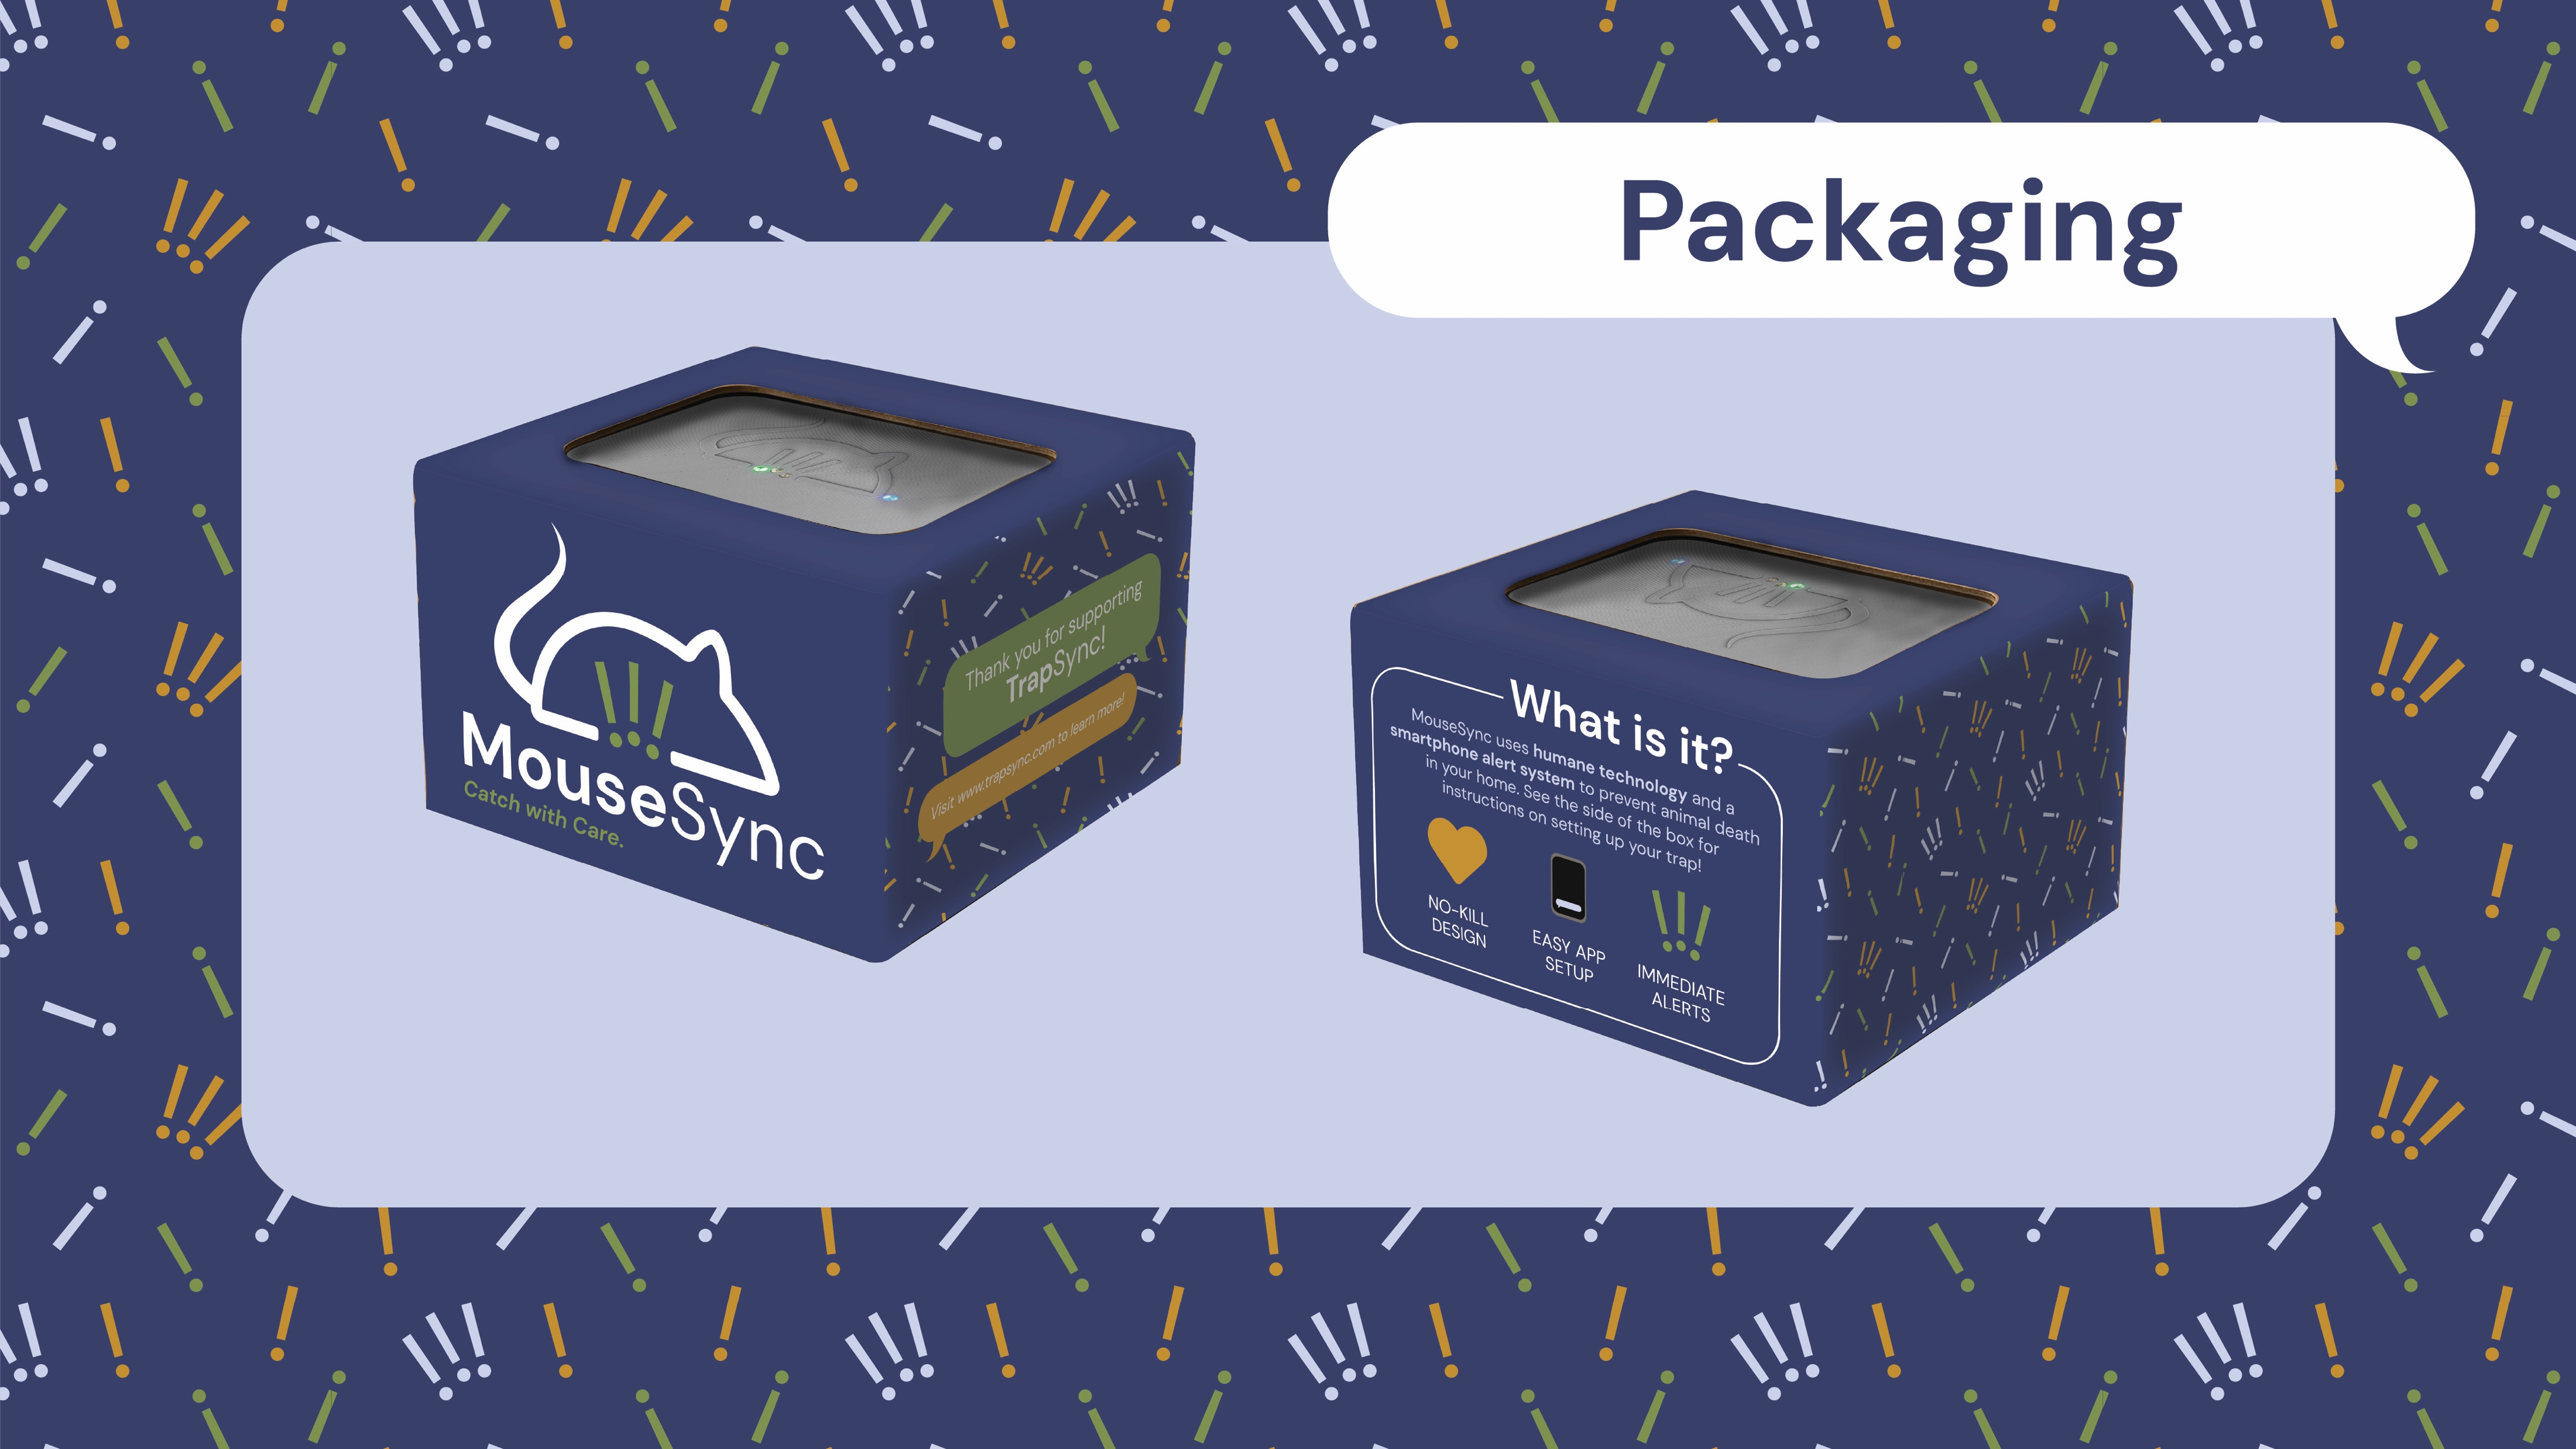 Packaging
MouseSync
Catch with Care.
Thank you for supporting
TrapSync!
Visit www.trapsync.com to learn more!
What is it?
MouseSync uses humane technology and a
smartphone alert system to prevent animal death
in your home. See the side of the box for
instructions on setting up your trap!
NO-KILL
DESIGN
EASY APP
SETUP
IMMEDIATE
ALERTS